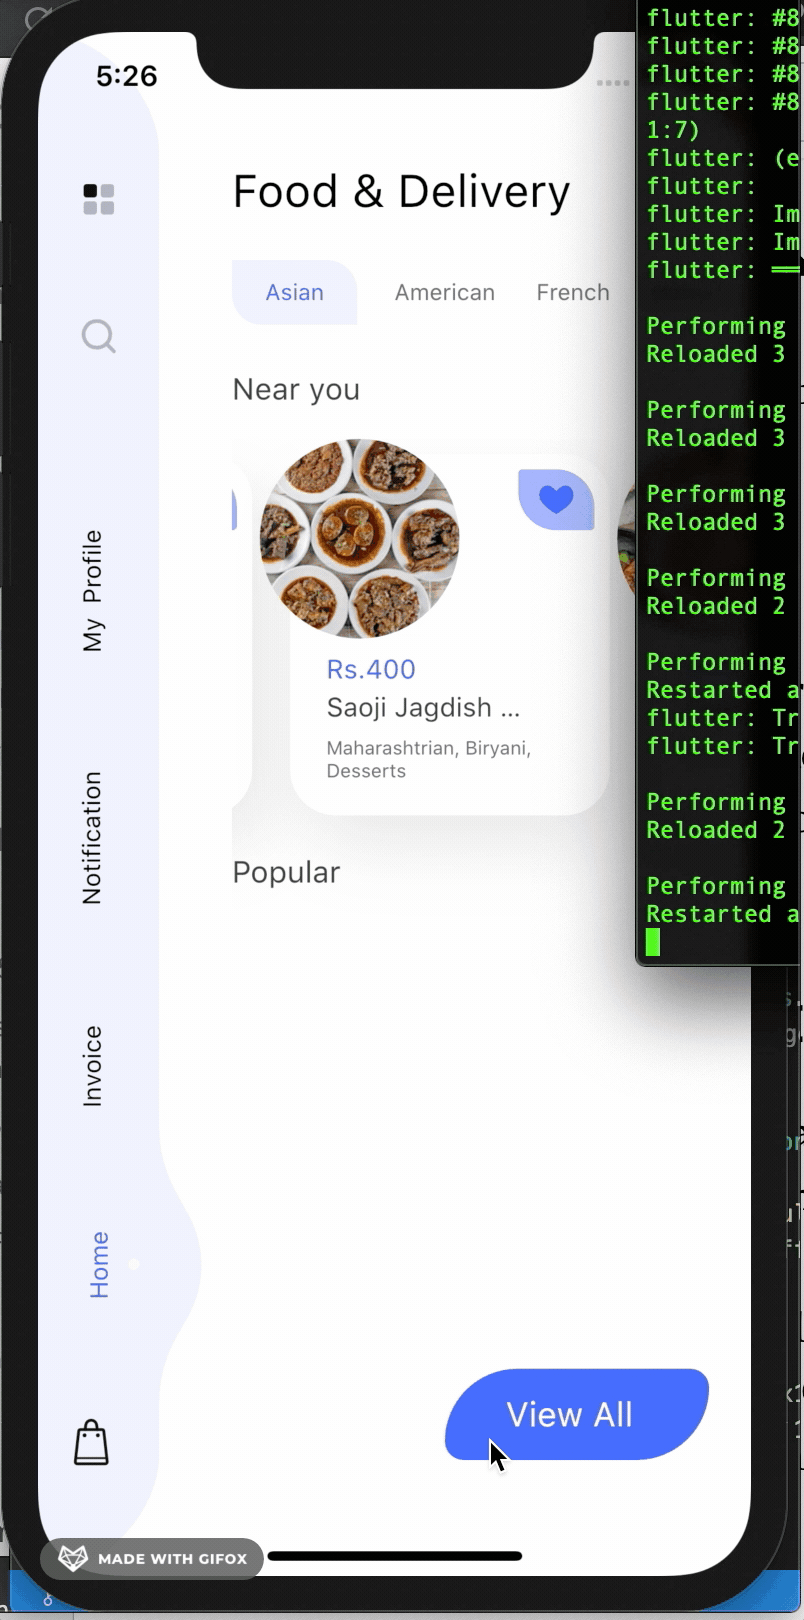 5:26
Food & Delivery
Asian
American
French
Near you
Rs.400
Saoji Jagdish ...
Maharashtrian, Biryani,
Desserts
Popular
My Profile
Notification
Invoice
Home
View All
MADE WITH GIFOX
flutter: #8
flutter: #8
flutter: #8
flutter: #8
1:7)
flutter: (e
flutter:
flutter: Im
flutter: Im
flutter: ══
Performing
Reloaded 3
Performing
Reloaded 3
Performing
Reloaded 3
Performing
Reloaded 2
Performing
Restarted a
flutter: Tr
flutter: Tr
Performing
Reloaded 2
Performing
Restarted a